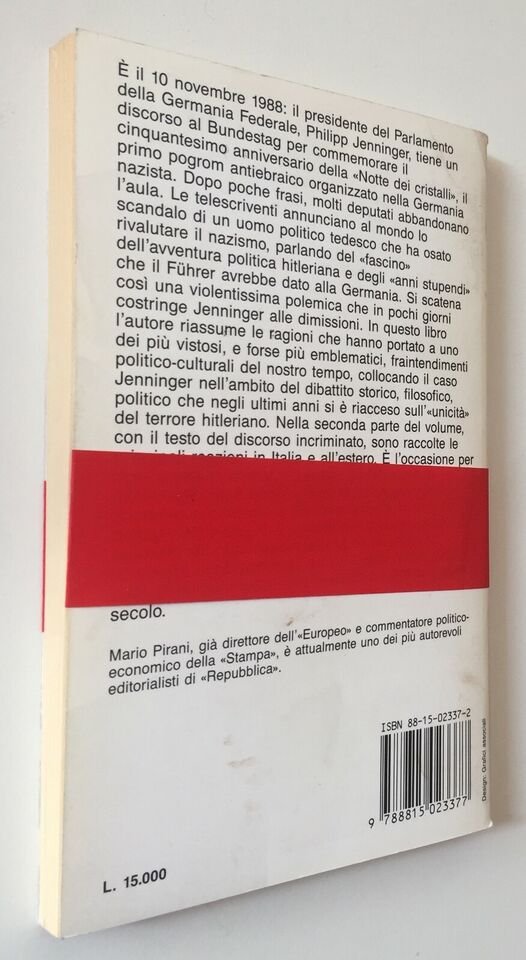 È il 10 novembre 1988: il presidente del Parlamento
della Germania Federale, Philipp Jenninger, tiene un
discorso al Bundestag per commemorare il
cinquantesimo anniversario della «Notte dei cristalli», il
primo pogrom antiebraico organizzato nella Germania
nazista. Dopo poche frasi, molti deputati abbandonano
l'aula. Le telescriventi annunciano al mondo lo
scandalo di un uomo politico tedesco che ha osato
rivalutare il nazismo, parlando del «fascino»
dell'avventura politica hitleriana e degli «anni stupendi»
che il Führer avrebbe dato alla Germania. Si scatena
così una violentissima polemica che in pochi giorni
costringe Jenninger alle dimissioni. In questo libro
l'autore riassume le ragioni che hanno portato a uno
dei più vistosi, e forse più emblematici, fraintendimenti
politico-culturali del nostro tempo, collocando il caso
Jenninger nell'ambito del dibattito storico, filosofico,
politico che negli ultimi anni si è riacceso sull'«unicità»
del terrore hitleriano. Nella seconda parte del volume,
con il testo del discorso incriminato, sono raccolte le
reazioni in Italia e all'estero. È l'occasione per
secolo.
Mario Pirani, già direttore dell'«Europeo» e commentatore politico-
economico della «Stampa», è attualmente uno dei più autorevoli
editorialisti di «Repubblica».
ISBN 88-15-02337-2
9 788815 023377
Design: Grafici associati
L. 15.000